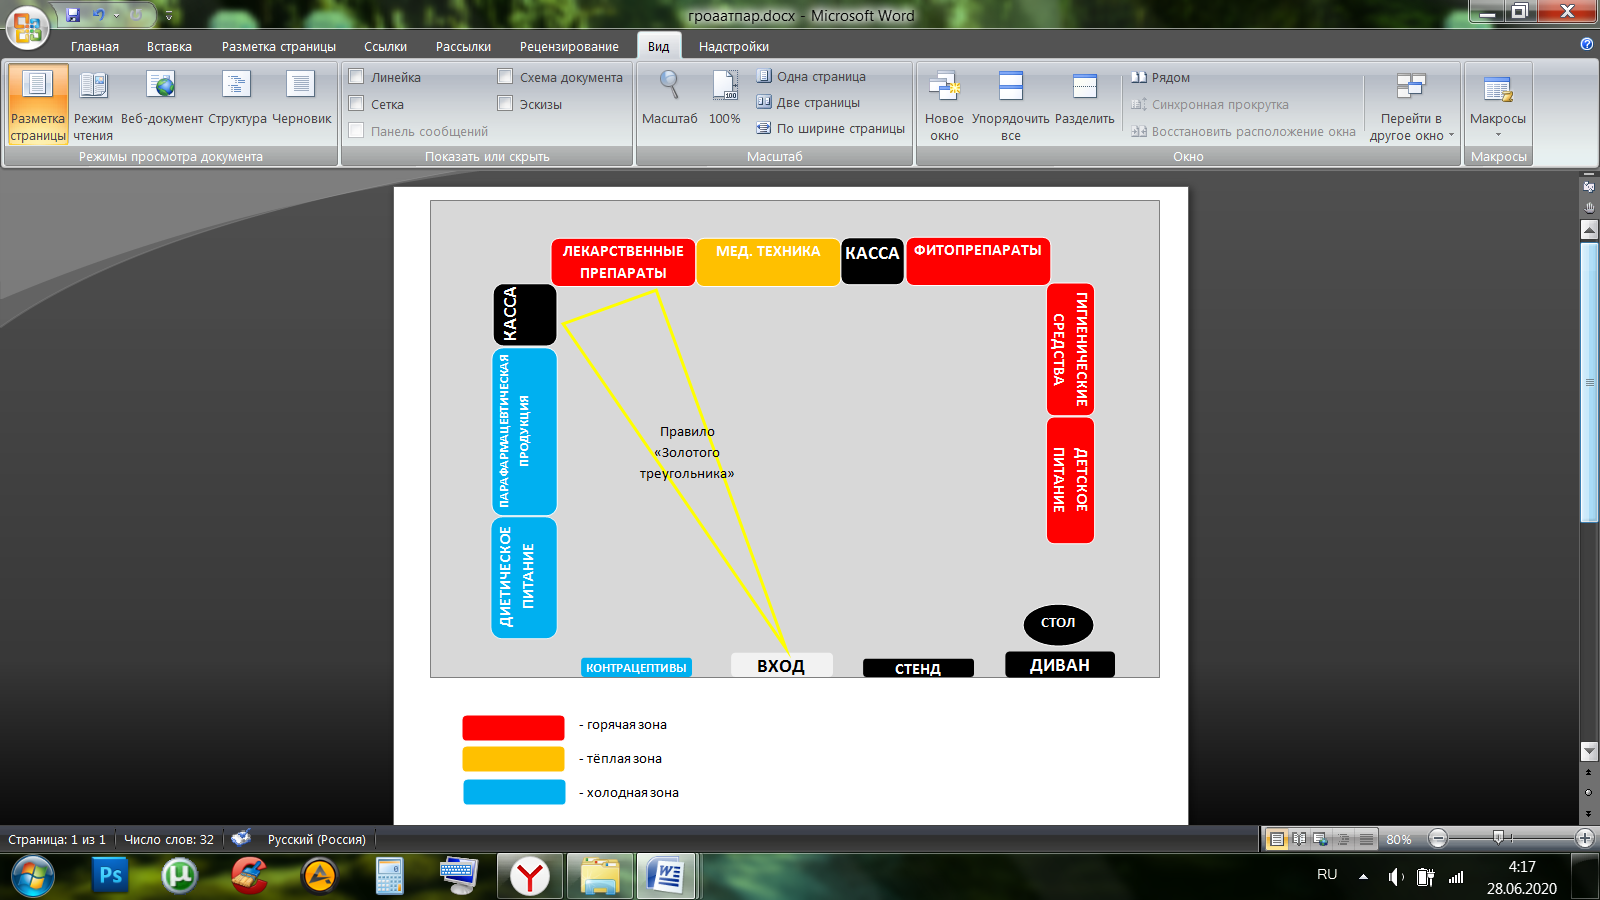 гроаатпар.docx - Microsoft Word
Главная Вставка Разметка страницы Ссылки Рассылки Рецензирование Вид Надстройки
Разметка страницы
Режим чтения
Веб-документ
Структура
Черновик
Режимы просмотра документа
Линейка
Сетка
Панель сообщений
Схема документа
Эскизы
Показать или скрыть
Масштаб
100
100%
Одна страница
Две страницы
По ширине страницы
Масштаб
Новое окно
Упорядочить все
Разделить
Рядом
Синхронная прокрутка
Восстановить расположение окна
Перейти в другое окно
Окно
Макросы
Макросы
ЛЕКАРСТВЕННЫЕ
ПРЕПАРАТЫ
МЕД. ТЕХНИКА
КАССА
ФИТОПРЕПАРАТЫ
КАССА
ГИГИЕНИЧЕСКИЕ
СРЕДСТВА
ПАРАФАРМАЦЕВТИЧЕСКАЯ
ПРОДУКЦИЯ
Правило
«Золотого
треугольника»
ДЕТСКОЕ
ПИТАНИЕ
ДИЕТИЧЕСКОЕ
ПИТАНИЕ
СТОЛ
КОНТРАЦЕПТИВЫ
ВХОД
СТЕНД
ДИВАН
- горячая зона
- тёплая зона
- холодная зона
Страница: 1 из 1 Число слов: 32 Русский (Россия) 80%
Ps
RU
4:17
28.06.2020